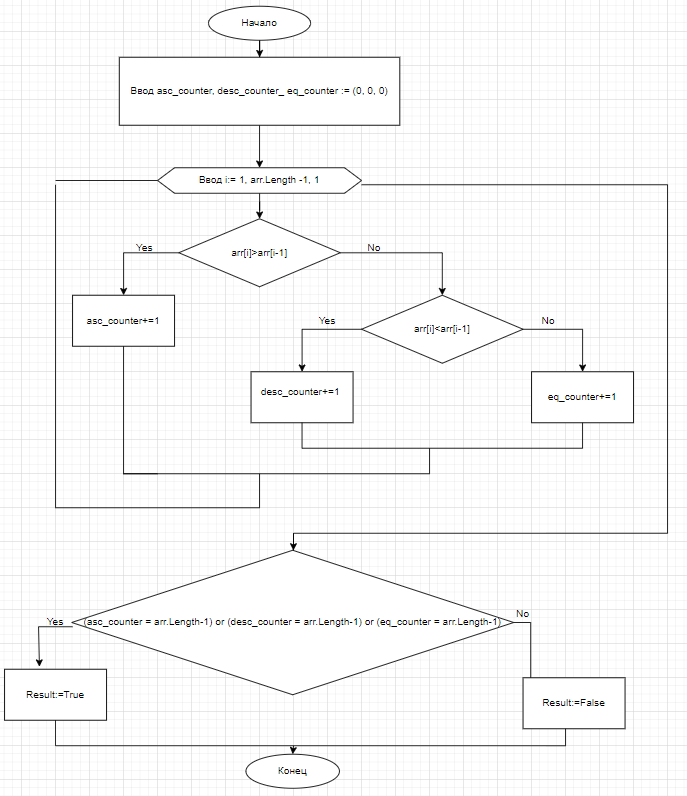 Начало
Ввод asc_counter, desc_counter_ eq_counter := (0, 0, 0)
Ввод i:= 1, arr.Length -1, 1
arr[i]>arr[i-1]
Yes
No
asc_counter+=1
arr[i]<arr[i-1]
Yes
No
desc_counter+=1
eq_counter+=1
(asc_counter = arr.Length-1) or (desc_counter = arr.Length-1) or (eq_counter = arr.Length-1)
Yes
No
Result:=True
Result:=False
Конец